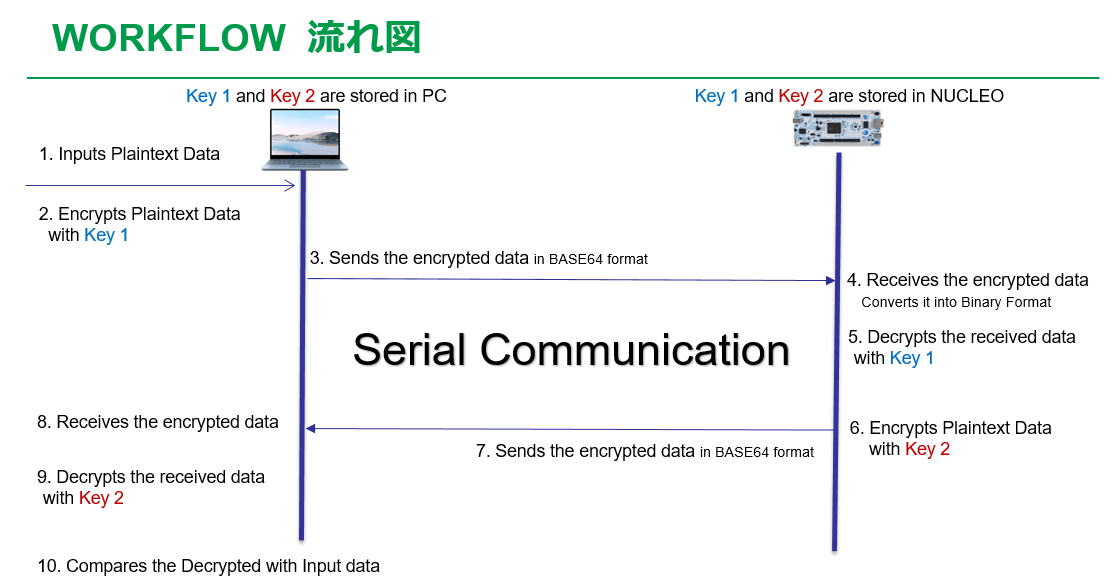 WORKFLOW 流れ図
Key 1 and Key 2 are stored in PC
Key 1 and Key 2 are stored in NUCLEO
1. Inputs Plaintext Data
2. Encrypts Plaintext Data
with Key 1
3. Sends the encrypted data in BASE64 format
4. Receives the encrypted data
Converts it into Binary Format
Serial Communication
5. Decrypts the received data
with Key 1
6. Encrypts Plaintext Data
with Key 2
7. Sends the encrypted data in BASE64 format
8. Receives the encrypted data
9. Decrypts the received data
with Key 2
10. Compares the Decrypted with Input data